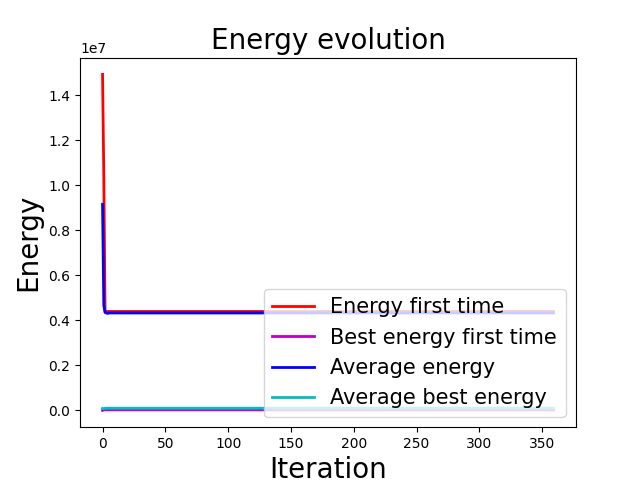 Energy evolution
1e7
1.4
1.2
1.0
0.8
0.6
0.4
0.2
0.0
Energy
Energy first time
Best energy first time
Average energy
Average best energy
0 50 100 150 200 250 300 350
Iteration